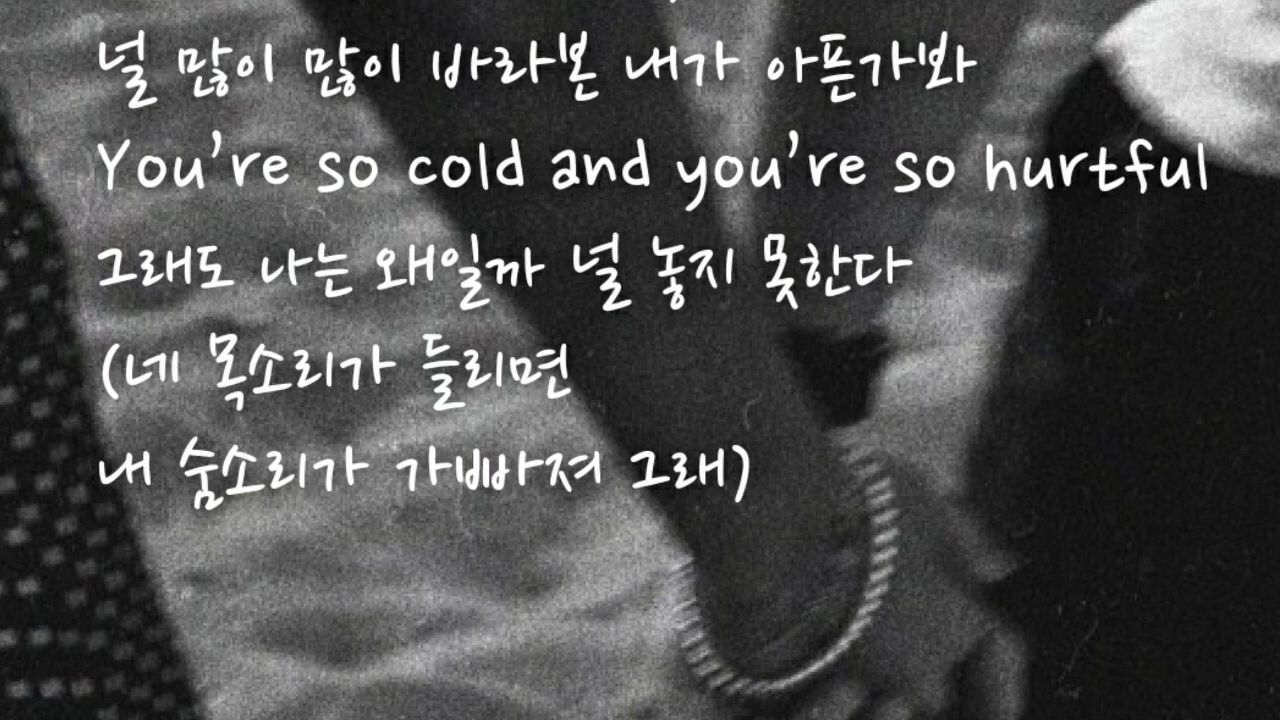 널 많이 많이 바라본 내가 아픈가봐
You're so cold and you're so hurtful
그래도 나는 왜일까 널 놓지 못한다
(네 목소리가 들리면
내 숨소리가 가빠져 그래)